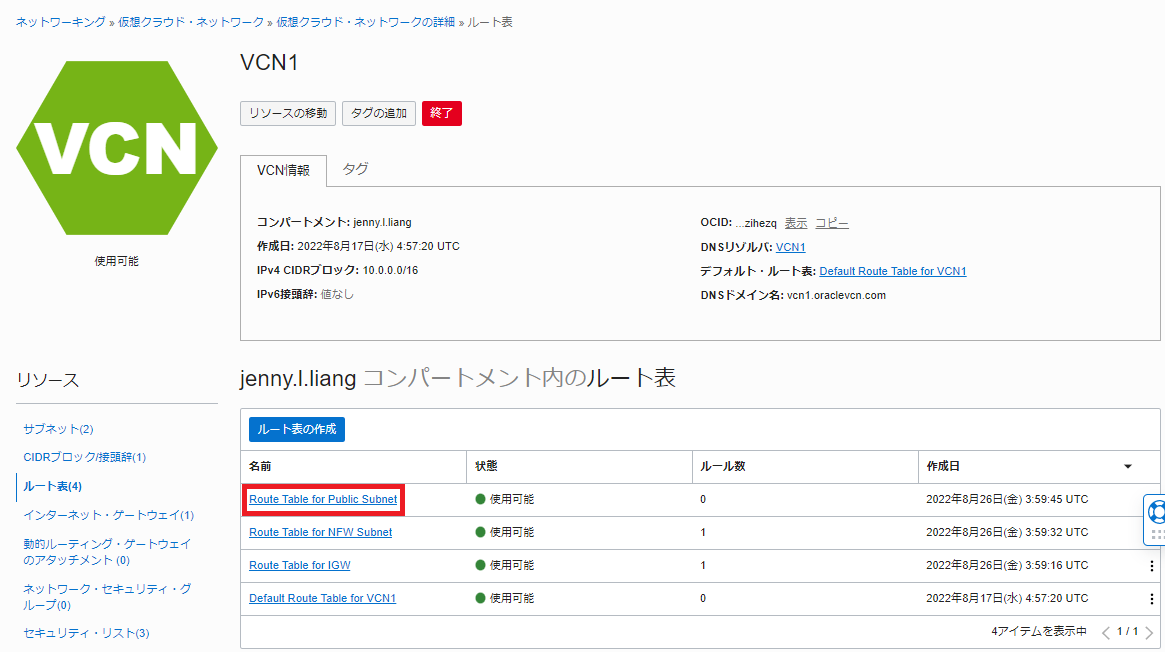 ネットワーキング » 仮想クラウド・ネットワーク » 仮想クラウド・ネットワークの詳細 » ルート表
VCN
使用可能
VCN1
リソースの移動 タグの追加 終了
VCN情報 タグ
コンパートメント: jenny.l.liang
作成日: 2022年8月17日(水) 4:57:20 UTC
IPv4 CIDRブロック: 10.0.0.0/16
IPv6接頭辞: 値なし
OCID: ...zihezq 表示 コピー
DNSリゾルバ: VCN1
デフォルト・ルート表: Default Route Table for VCN1
DNSドメイン名: vcn1.oraclevcn.com
リソース
サブネット(2)
CIDRブロック/接頭辞(1)
ルート表(4)
インターネット・ゲートウェイ(1)
動的ルーティング・ゲートウェイ
のアタッチメント (0)
ネットワーク・セキュリティ・グ
ループ(0)
セキュリティ・リスト(3)
jenny.l.liang コンパートメント内のルート表
ルート表の作成
名前 状態 ルール数 作成日
Route Table for Public Subnet 使用可能 0 2022年8月26日(金) 3:59:45 UTC
Route Table for NFW Subnet 使用可能 1 2022年8月26日(金) 3:59:32 UTC
Route Table for IGW 使用可能 1 2022年8月26日(金) 3:59:16 UTC
Default Route Table for VCN1 使用可能 0 2022年8月17日(水) 4:57:20 UTC
4アイテムを表示中 1 / 1